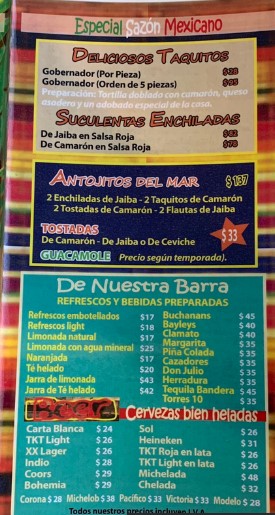 Especial Sazón Mexicano
DELICIOSOS TAQUITOS
Gobernador (Por Pieza)
Gobernador (Orden de 5 piezas)
Preparación: Tortilla doblada con camarón, queso
asadero y un adobado especial de la casa.
SUCULENTAS ENCHILADAS
De Jaiba en Salsa Roja $82
De Camarón en Salsa Roja $78
ANTOJITOS DEL MAR $137
2 Enchiladas de Jaiba - 2 Taquitos de Camarón
2 Tostadas de Camarón - 2 Flautas de Jaiba
TOSTADAS
De Camarón - De Jaiba o De Ceviche $33
GUACAMOLE Precio según temporada).
De Nuestra Barra
REFRESCOS Y BEBIDAS PREPARADAS
Refrescos embotellados $17
Refrescos light $18
Limonada natural $17
Limonada con agua mineral $25
Naranjada $17
Té helado $20
Jarra de limonada $43
Jarra de Té helado $42
Buchanans $45
Bayleys $40
Clamato $40
Margarita $35
Piña Colada $35
Cazadores $35
Don Julio $35
Herradura $35
Tequila Bandera $45
Torres 10 $35
Beer Cervezas bien heladas
Carta Blanca $24
TKT Light $26
XX Lager $26
Indio $28
Coors $29
Bohemia $29
Sol $26
Heineken $31
TKT Roja en lata $26
TKT Light en lata $26
Michelada $48
Chelada $32
Corona $28 Michelob $38 Pacífico $33 Victoria $33 Modelo $28
Todos nuestros precios incluyen I.V.A.